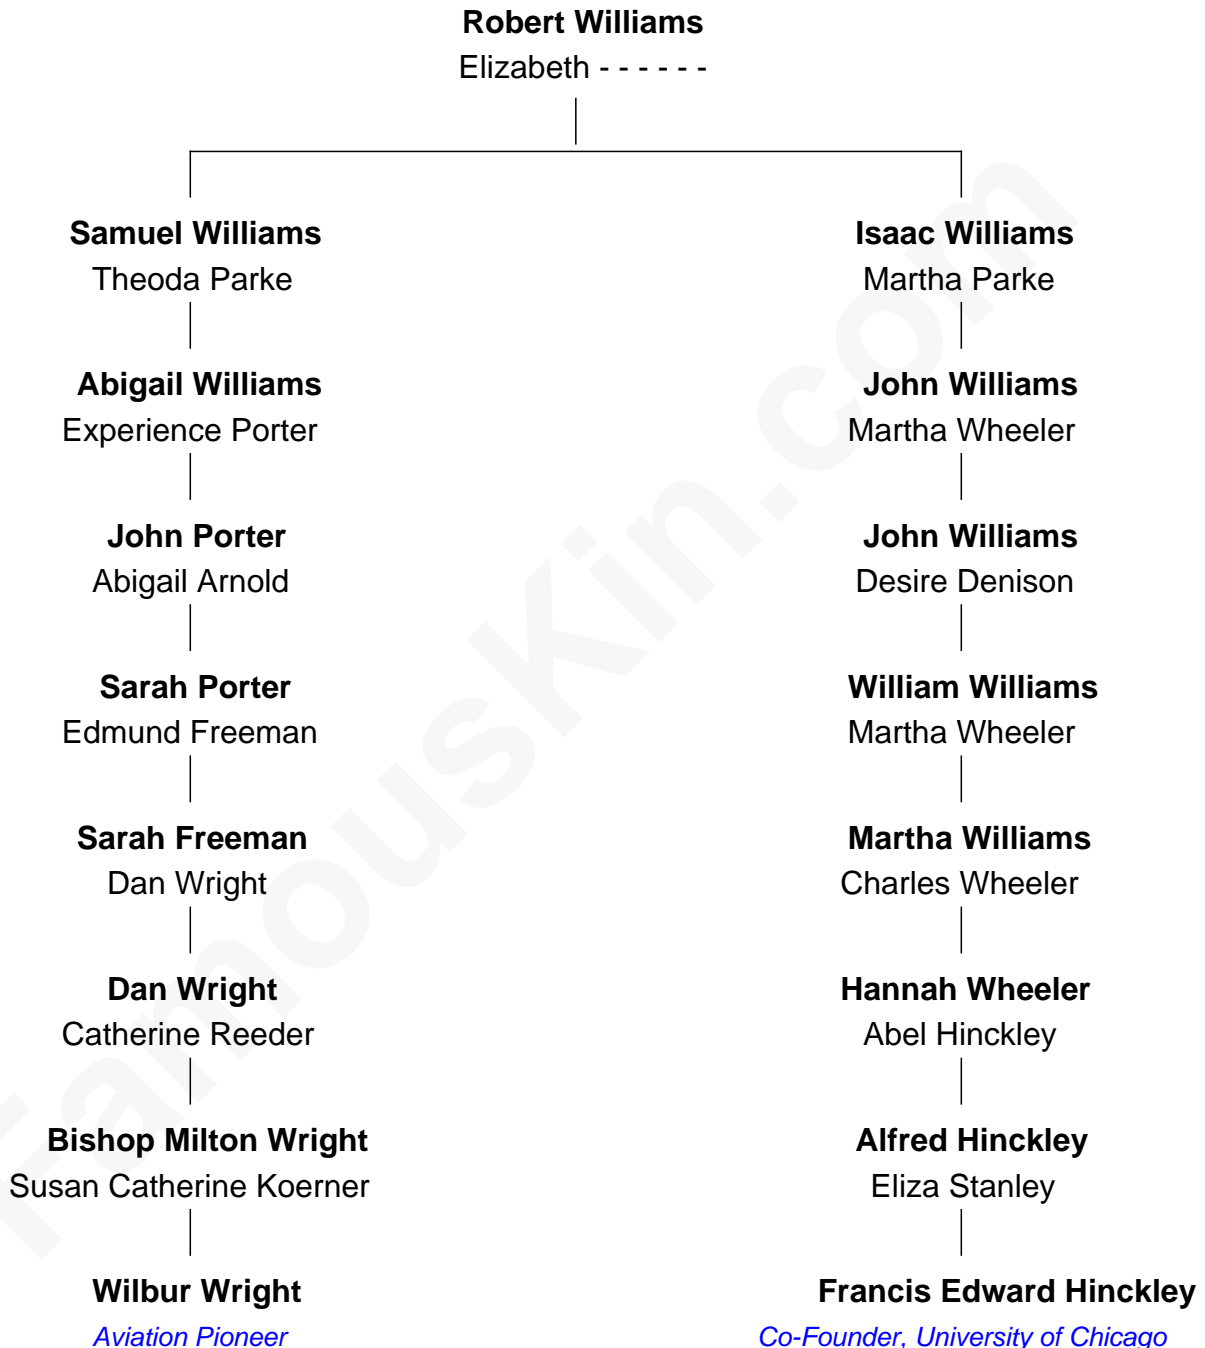 Robert Williams
Elizabeth - - - - - -
Samuel Williams
Theoda Parke
Isaac Williams
Martha Parke
Abigail Williams
Experience Porter
John Williams
Martha Wheeler
John Porter
Abigail Arnold
John Williams
Desire Denison
Sarah Porter
Edmund Freeman
William Williams
Martha Wheeler
Sarah Freeman
Dan Wright
Martha Williams
Charles Wheeler
Dan Wright
Catherine Reeder
Hannah Wheeler
Abel Hinckley
Bishop Milton Wright
Susan Catherine Koerner
Alfred Hinckley
Eliza Stanley
Wilbur Wright
Aviation Pioneer
Francis Edward Hinckley
Co-Founder, University of Chicago
FamousKin.com